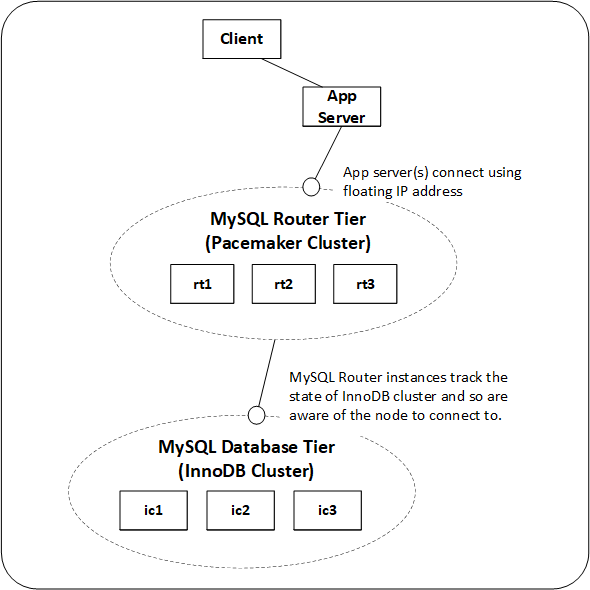 Client
App
Server
App server(s) connect using
floating IP address
MySQL Router Tier
(Pacemaker Cluster)
rt1
rt2
rt3
MySQL Router instances track the
state of InnoDB cluster and so are
aware of the node to connect to.
MySQL Database Tier
(InnoDB Cluster)
ic1
ic2
ic3